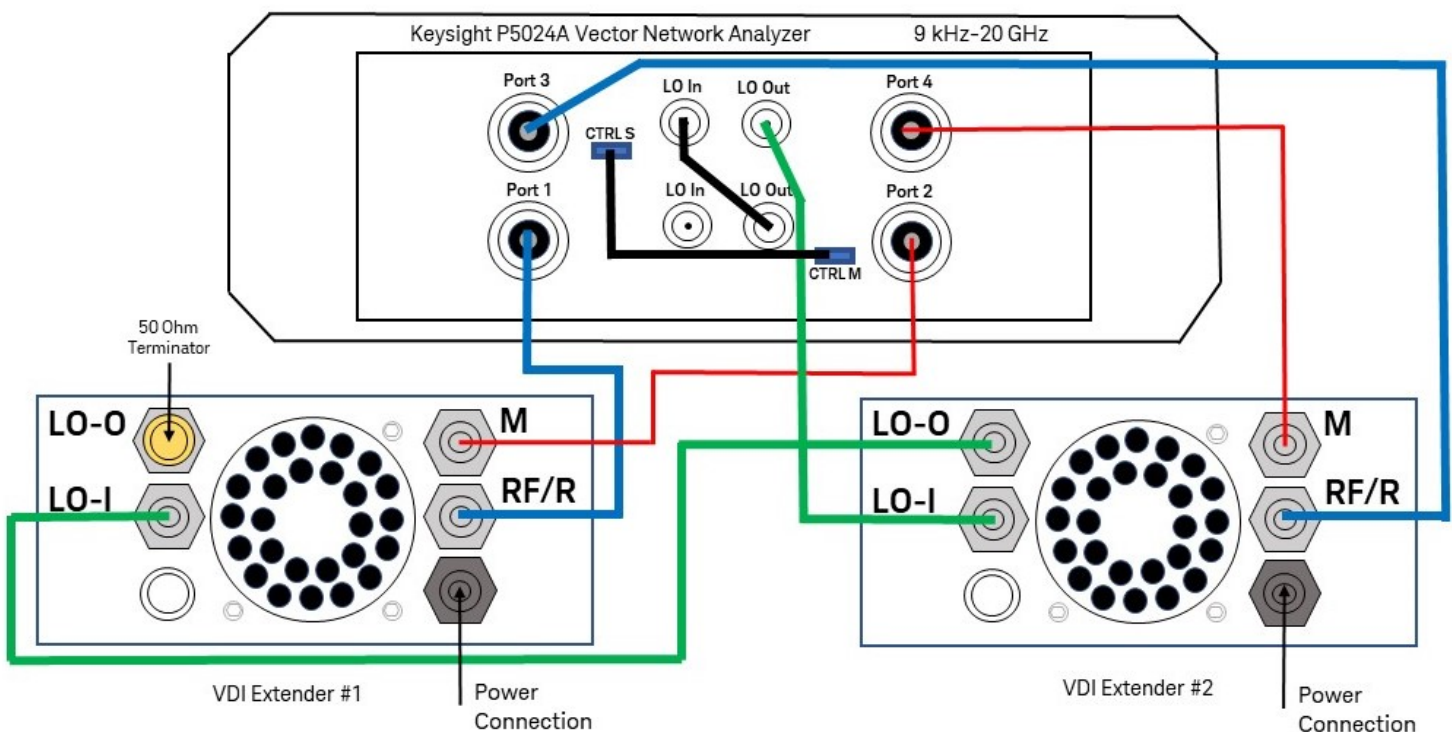 Keysight P5024A Vector Network Analyzer 9 kHz-20 GHz
Port 3
LO In
LO Out
Port 4
CTRL S
Port 1
LO In
LO Out
Port 2
CTRL M
50 Ohm
Terminator
LO-O
M
LO-I
RF/R
LO-O
M
LO-I
RF/R
VDI Extender #1
Power
Connection
VDI Extender #2
Power
Connection